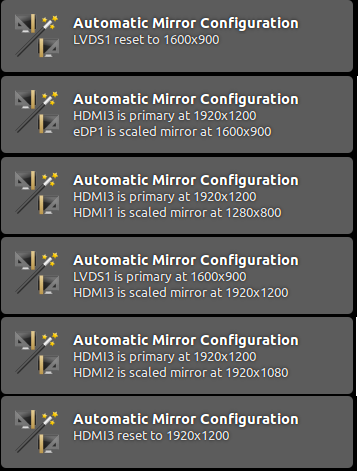 Automatic Mirror Configuration
LVDS1 reset to 1600x900
Automatic Mirror Configuration
HDMI3 is primary at 1920x1200
eDP1 is scaled mirror at 1600x900
Automatic Mirror Configuration
HDMI3 is primary at 1920x1200
HDMI1 is scaled mirror at 1280x800
Automatic Mirror Configuration
LVDS1 is primary at 1600x900
HDMI3 is scaled mirror at 1920x1200
Automatic Mirror Configuration
HDMI3 is primary at 1920x1200
HDMI2 is scaled mirror at 1920x1080
Automatic Mirror Configuration
HDMI3 reset to 1920x1200